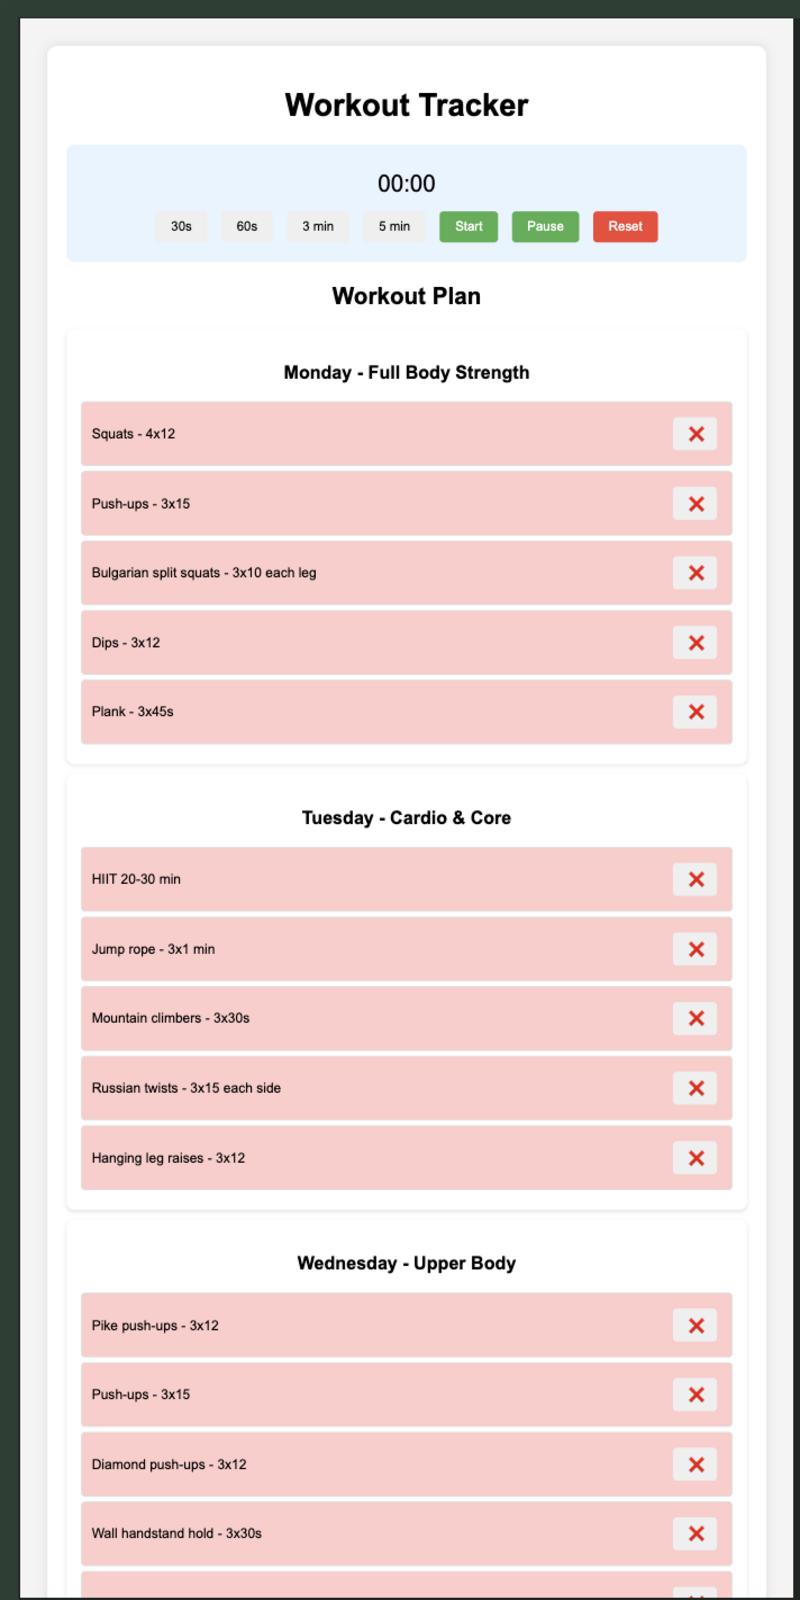 Workout Tracker
00:00
30s 60s 3 min 5 min Start Pause Reset
Workout Plan
Monday - Full Body Strength
Squats - 4x12
Push-ups - 3x15
Bulgarian split squats - 3x10 each leg
Dips - 3x12
Plank - 3x45s
Tuesday - Cardio & Core
HIIT 20-30 min
Jump rope - 3x1 min
Mountain climbers - 3x30s
Russian twists - 3x15 each side
Hanging leg raises - 3x12
Wednesday - Upper Body
Pike push-ups - 3x12
Push-ups - 3x15
Diamond push-ups - 3x12
Wall handstand hold - 3x30s